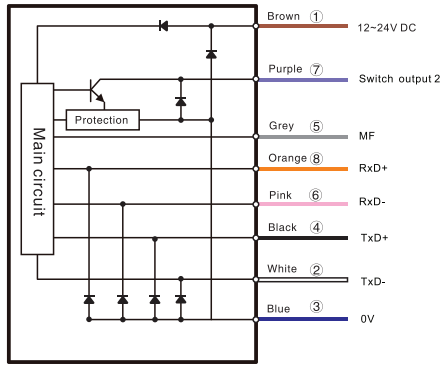 Brown ① 12~24V DC
Purple ⑦ Switch output 2
Protection
Grey ⑤ MF
Orange ⑧ RxD+
Main circuit
Pink ⑥ RxD-
Black ④ TxD+
White ② TxD-
Blue ③ 0V